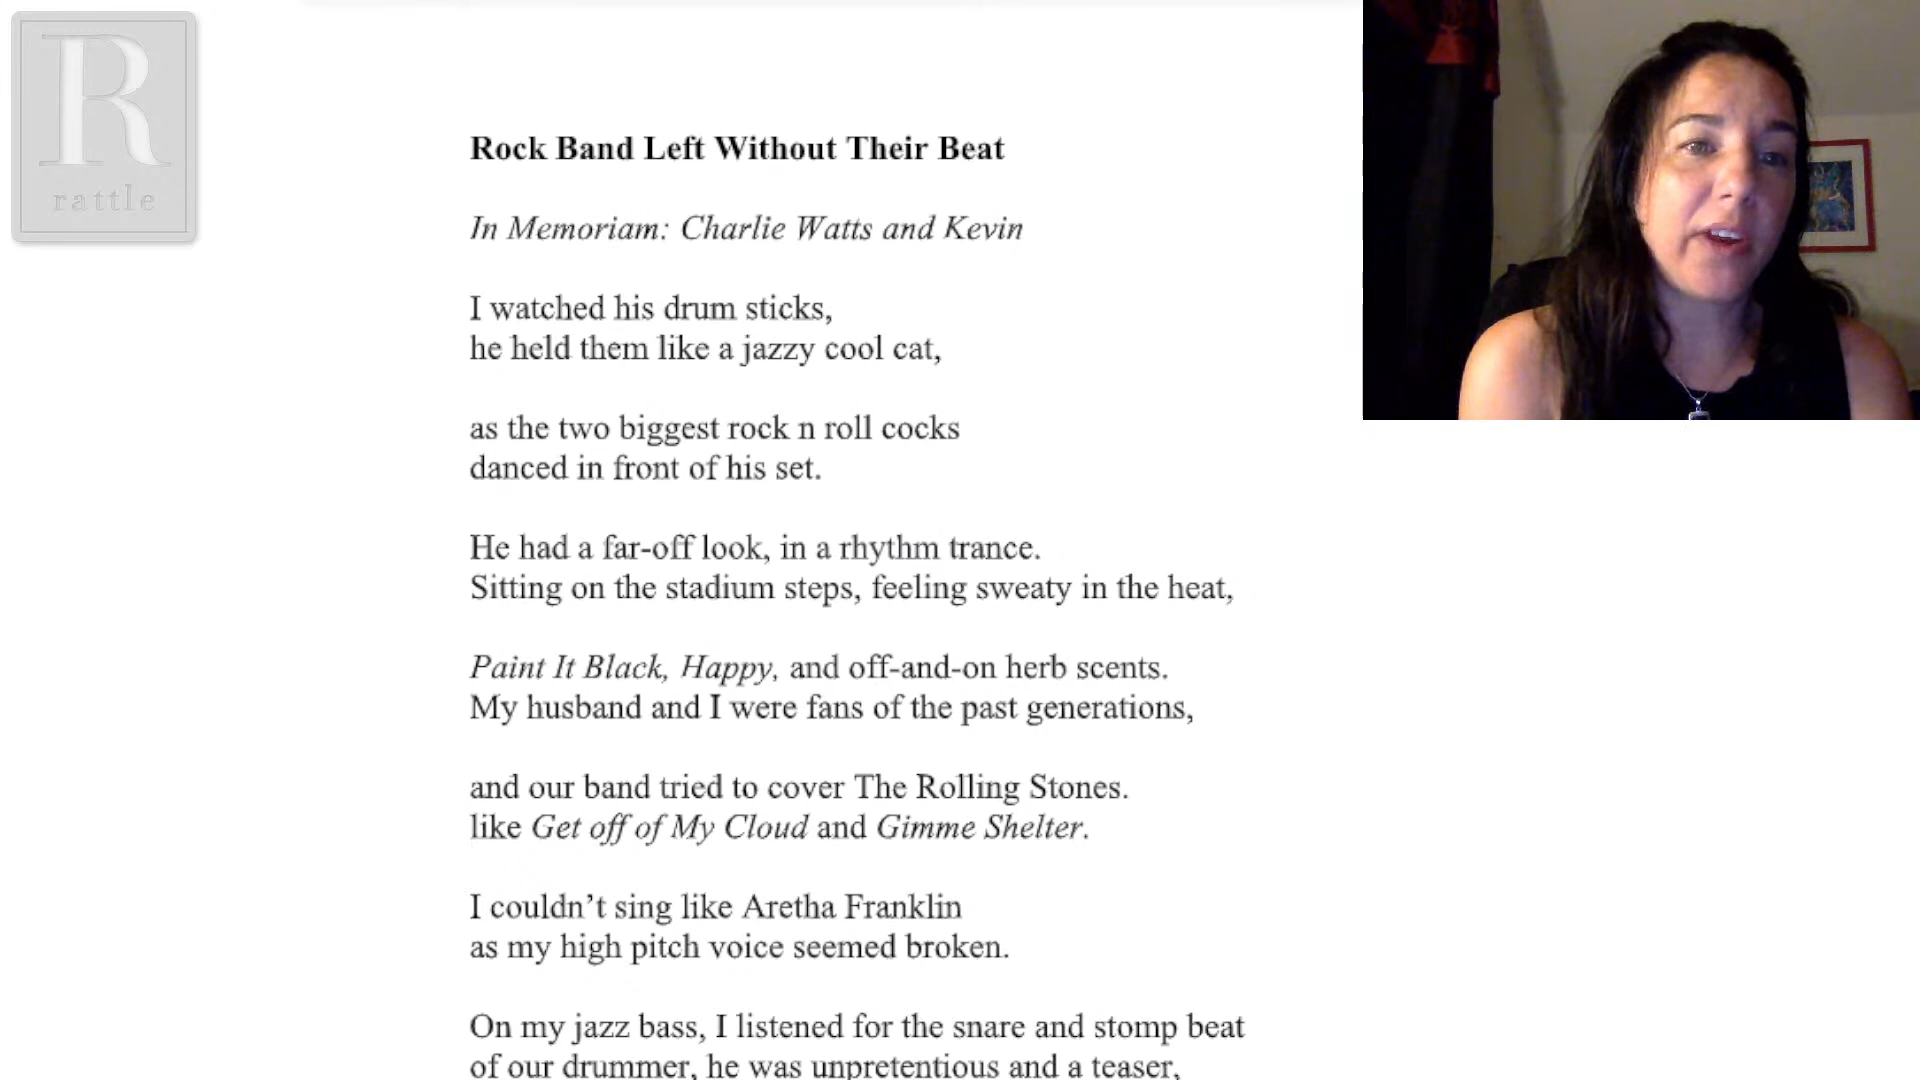 R
rattle
Rock Band Left Without Their Beat
In Memoriam: Charlie Watts and Kevin
I watched his drum sticks,
he held them like a jazzy cool cat,
as the two biggest rock n roll cocks
danced in front of his set.
He had a far-off look, in a rhythm trance.
Sitting on the stadium steps, feeling sweaty in the heat,
Paint It Black, Happy, and off-and-on herb scents.
My husband and I were fans of the past generations,
and our band tried to cover The Rolling Stones.
like Get off of My Cloud and Gimme Shelter.
I couldn’t sing like Aretha Franklin
as my high pitch voice seemed broken.
On my jazz bass, I listened for the snare and stomp beat
of our drummer, he was unpretentious and a teaser,